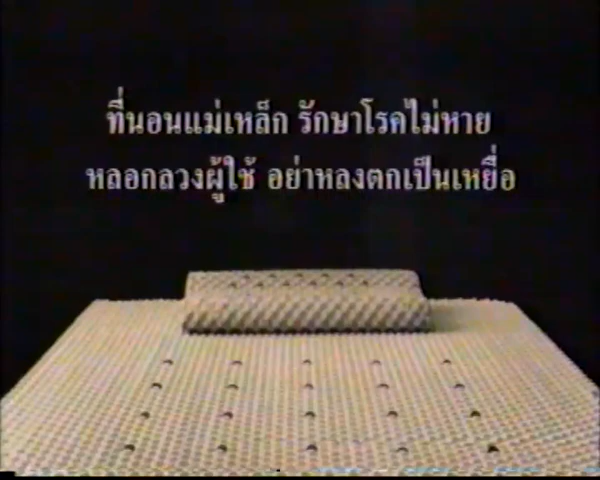 ที่นอนแม่เหล็ก รักษาโรคไม่หาย
หลอกลวงผู้ใช้ อย่าหลงตกเป็นเหยื่อ